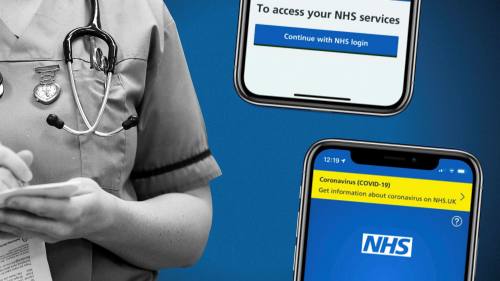 To access your NHS services
Continue with NHS login
12:19
Coronavirus (COVID-19)
Get information about coronavirus on NHS.UK
?
NHS